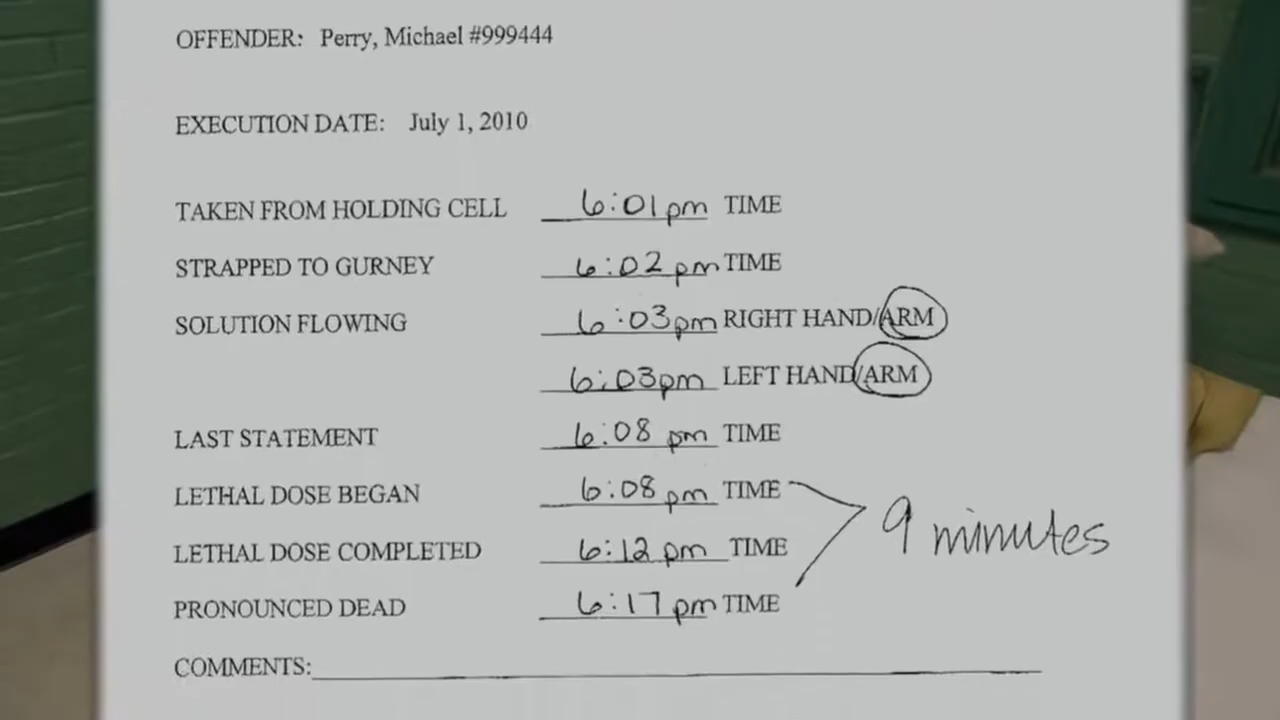 OFFENDER: Perry, Michael #999444
EXECUTION DATE: July 1, 2010
TAKEN FROM HOLDING CELL 6:01pm TIME
STRAPPED TO GURNEY 6:02pm TIME
SOLUTION FLOWING 6:03pm RIGHT HAND/ARM
6:03pm LEFT HAND/ARM
LAST STATEMENT 6:08 pm TIME
LETHAL DOSE BEGAN 6:08 pm TIME
9 minutes
LETHAL DOSE COMPLETED 6:12 pm TIME
PRONOUNCED DEAD 6:17 pm TIME
COMMENTS: